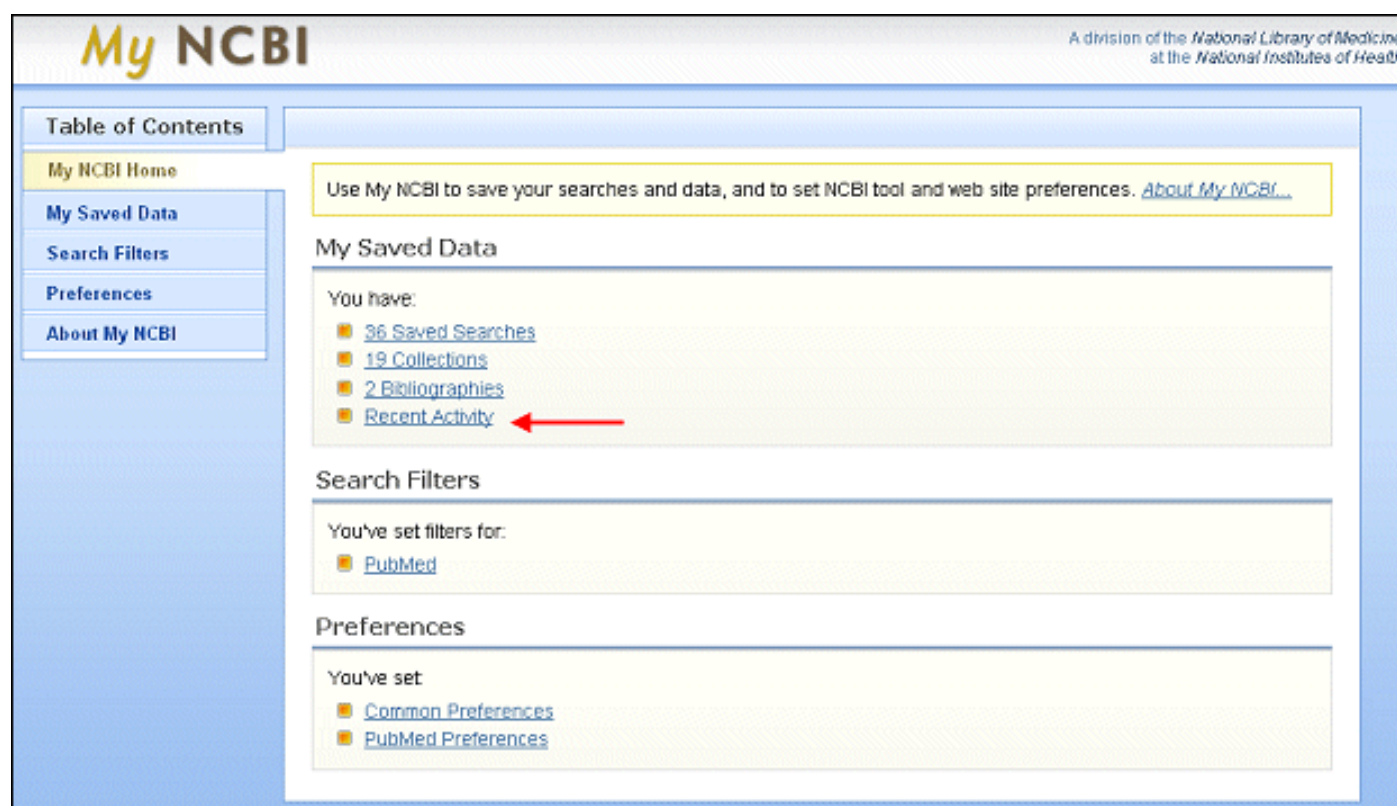 My NCBI
A division of the National Library of Medicine
at the National Institutes of Health
Table of Contents
My NCBI Home
My Saved Data
Search Filters
Preferences
About My NCBI
Use My NCBI to save your searches and data, and to set NCBI tool and web site preferences. About My NCBI...
My Saved Data
You have:
36 Saved Searches
19 Collections
2 Bibliographies
Recent Activity
Search Filters
You've set filters for:
PubMed
Preferences
You've set
Common Preferences
PubMed Preferences